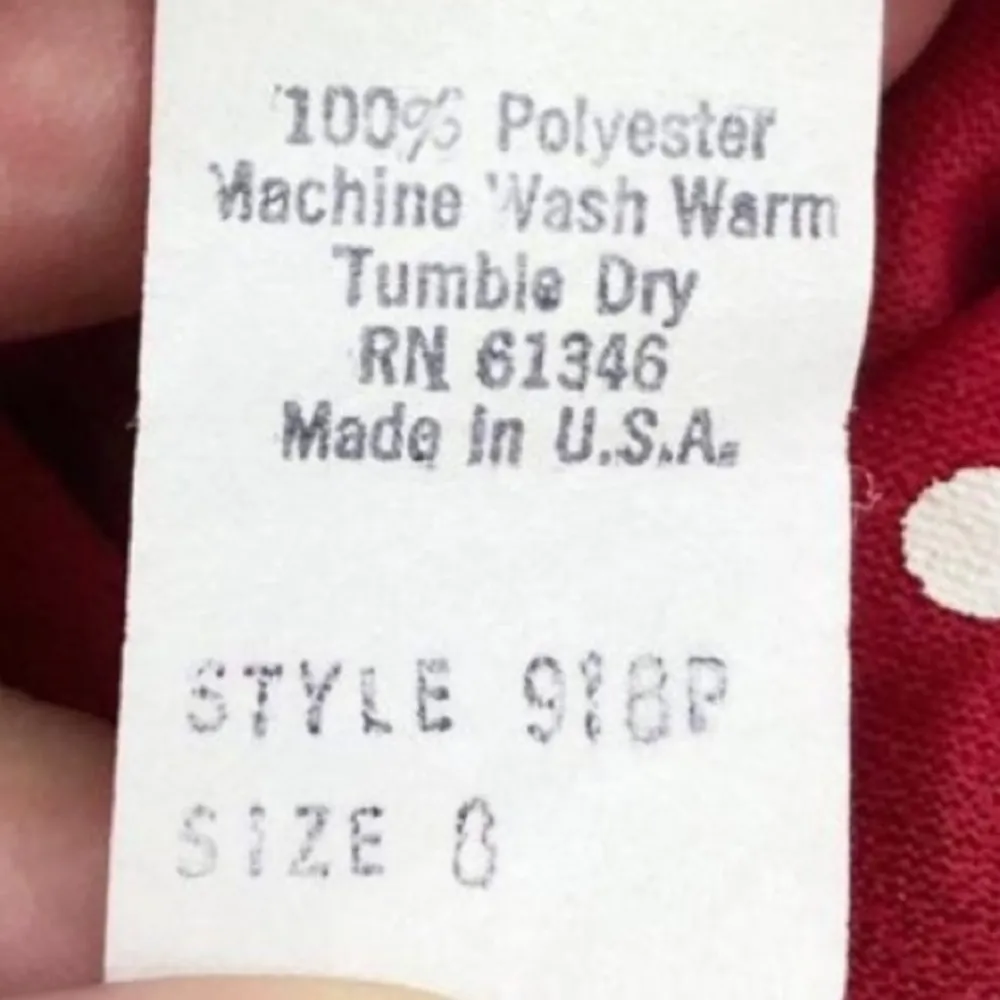 100% Polyester
Machine Wash Warm
Tumble Dry
RN 61346
Made in U.S.A.
STYLE 918P
SIZE 8